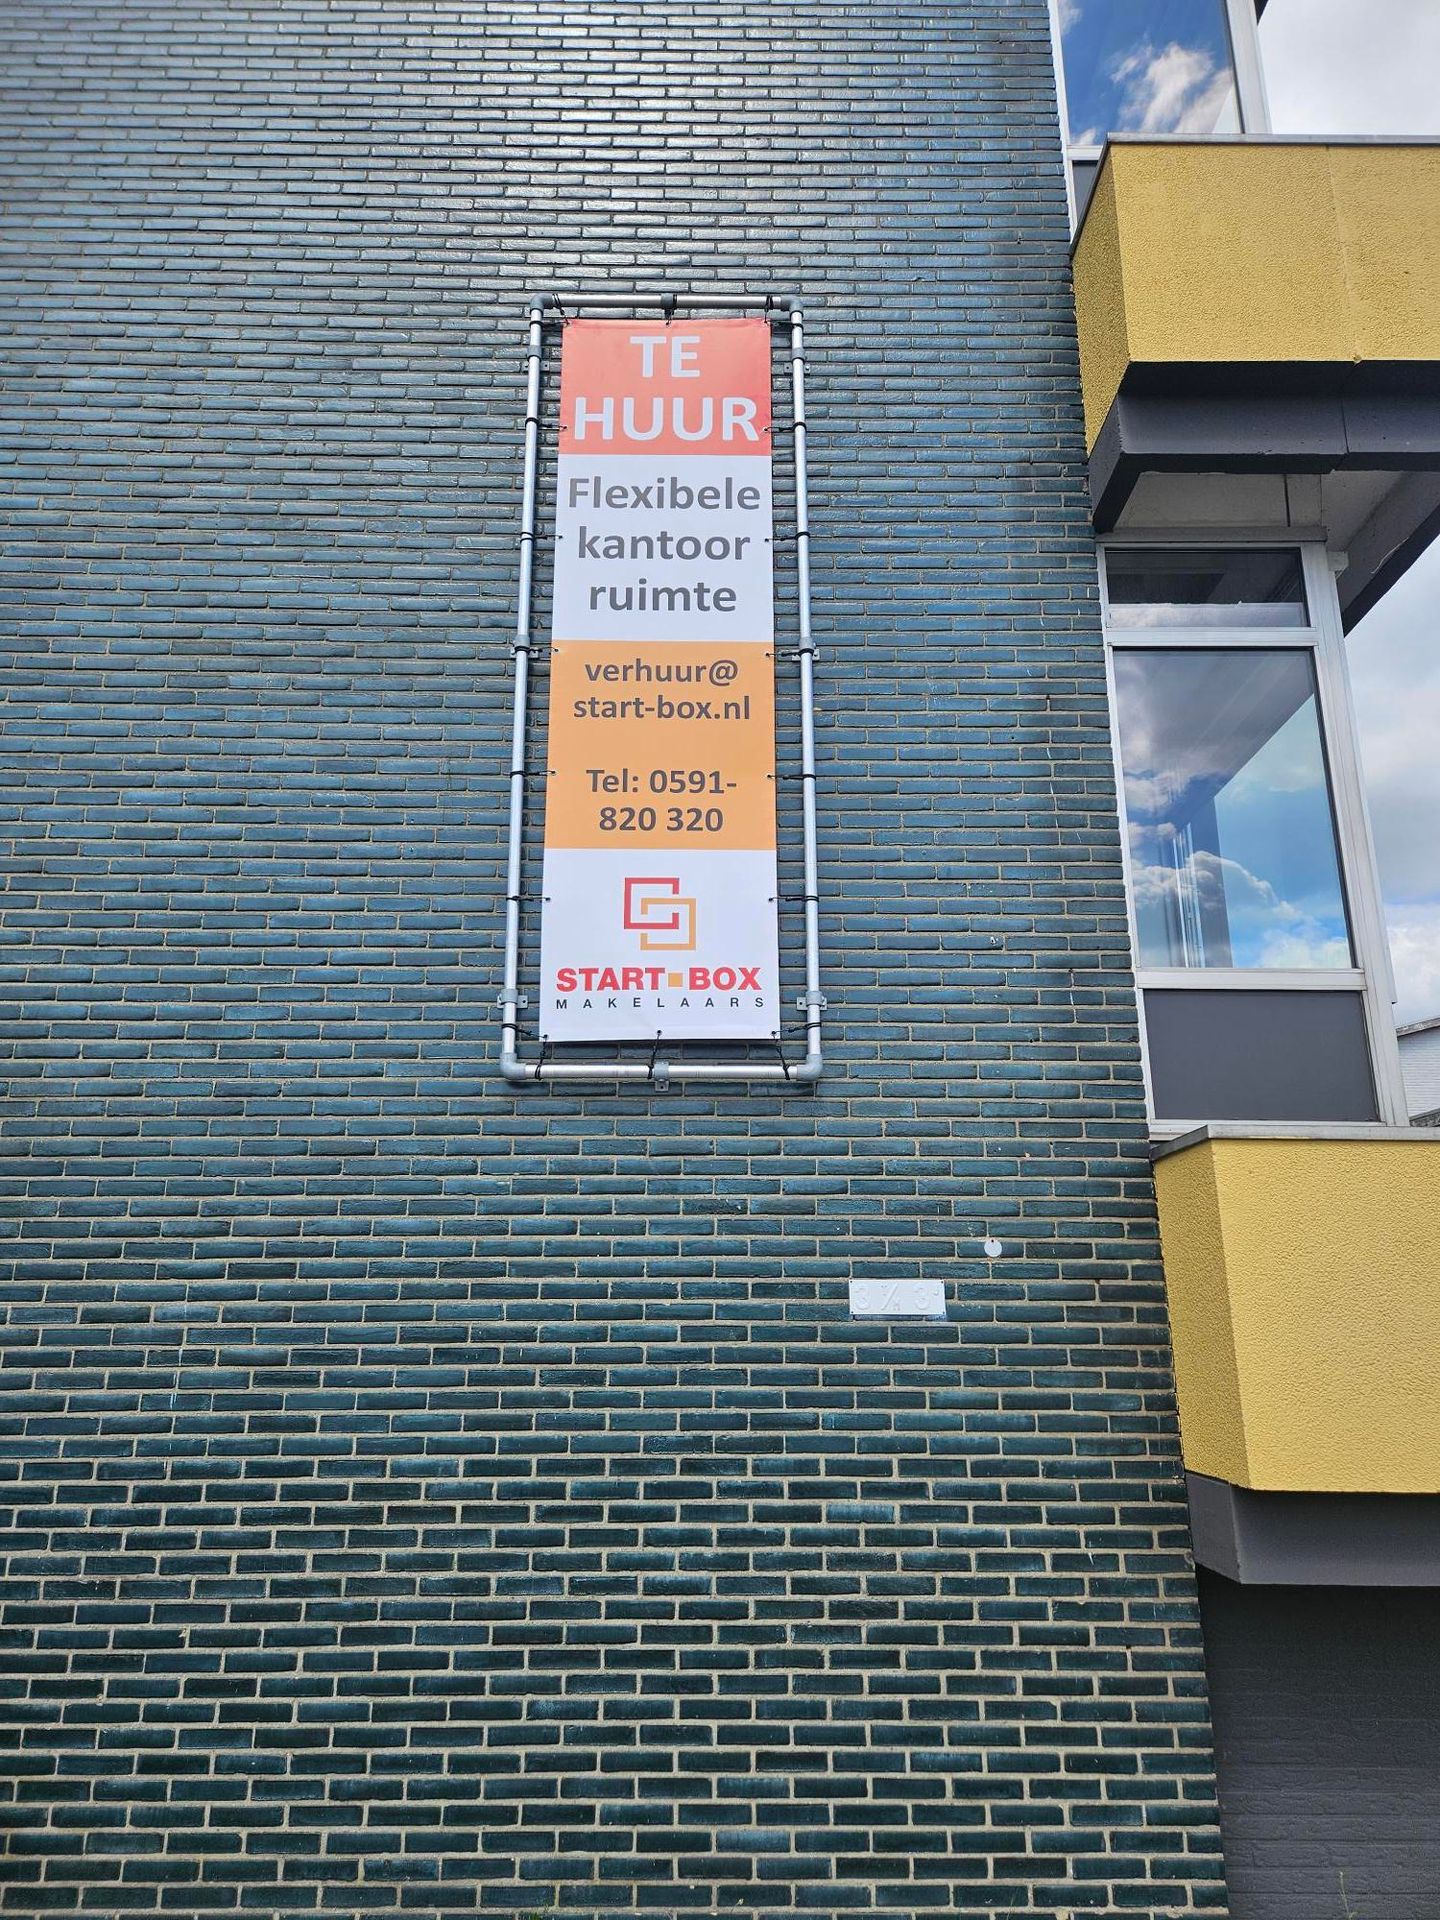 TE
HUUR
Flexibele
kantoor
ruimte
verhuur@
start-box.nl
Tel: 0591-
820 320
START▪BOX
MAKELAARS